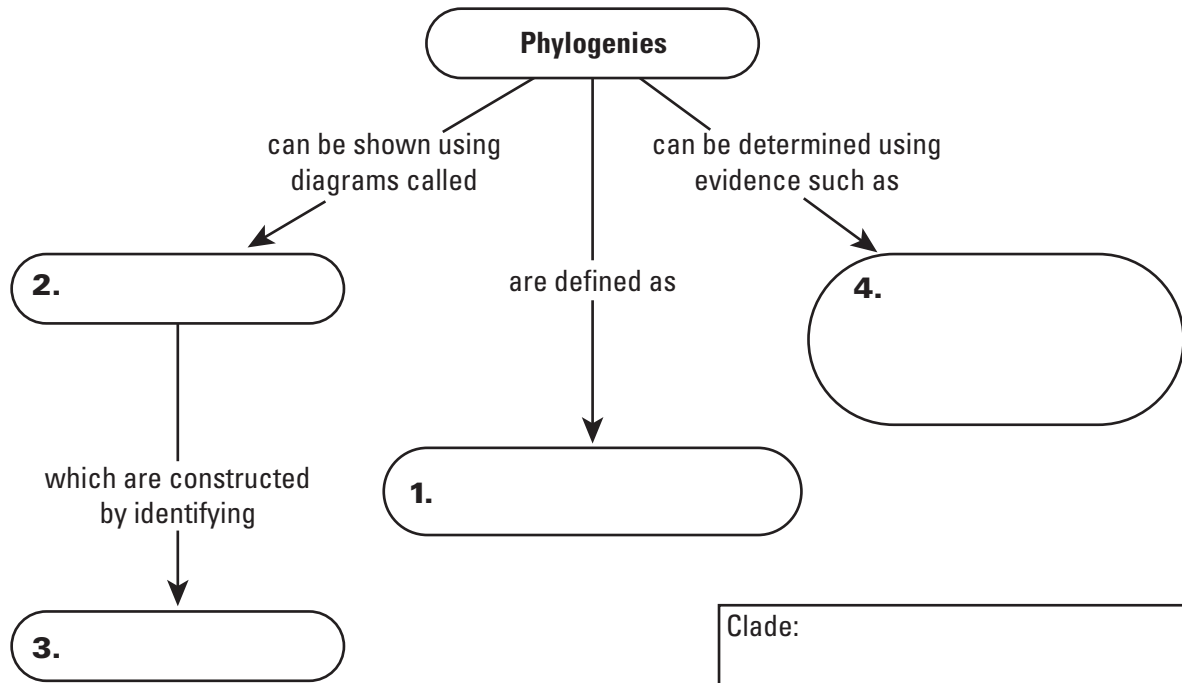 Phylogenies
can be shown using
diagrams called
can be determined using
evidence such as
2.
are defined as
4.
which are constructed
by identifying
1.
3.
Clade: